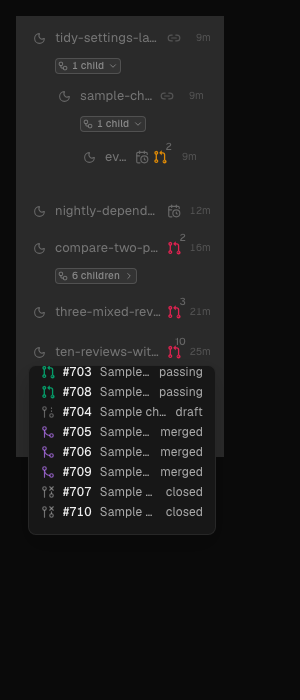 tidy-settings-la... 9m
1 child
sample-ch... 9m
1 child
ev... 2 9m
nightly-depend... 12m
compare-two-p... 2 16m
6 children
three-mixed-rev... 3 21m
ten-reviews-wit... 10 25m
#703 Sample... passing
#708 Sample... passing
#704 Sample ch... draft
#705 Sample... merged
#706 Sample... merged
#709 Sample... merged
#707 Sample ... closed
#710 Sample ... closed